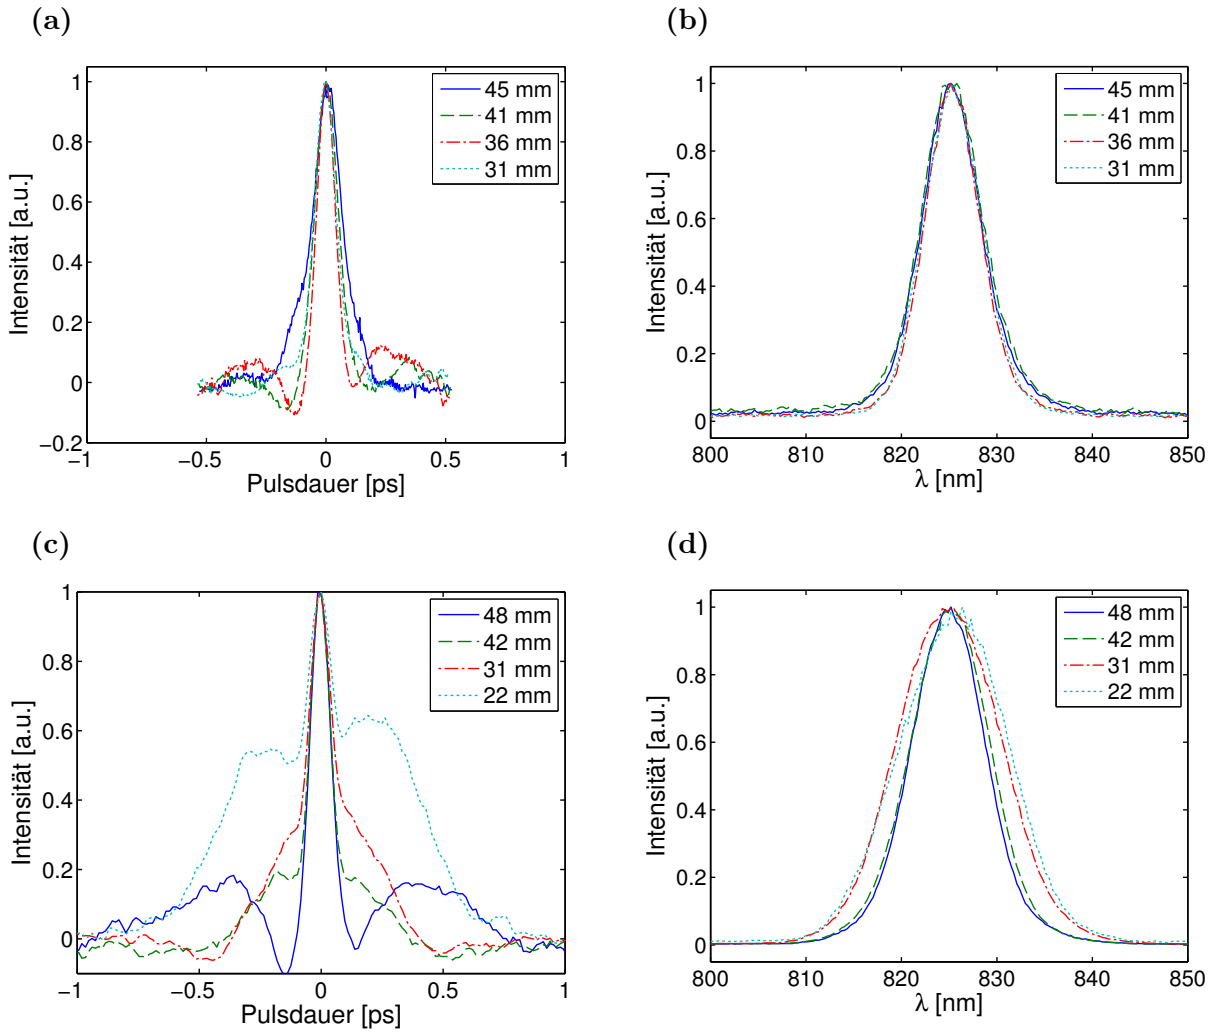 (a)
1
0.8
0.6
0.4
0.2
0
−0.2
−1
−0.5
0
0.5
1
Intensität [a.u.]
Pulsdauer [ps]
45 mm
41 mm
36 mm
31 mm
(b)
1
0.8
0.6
0.4
0.2
0
800
810
820
830
840
850
Intensität [a.u.]
λ [nm]
45 mm
41 mm
36 mm
31 mm
(c)
1
0.8
0.6
0.4
0.2
0
−1
−0.5
0
0.5
1
Intensität [a.u.]
Pulsdauer [ps]
48 mm
42 mm
31 mm
22 mm
(d)
1
0.8
0.6
0.4
0.2
0
800
810
820
830
840
850
Intensität [a.u.]
λ [nm]
48 mm
42 mm
31 mm
22 mm